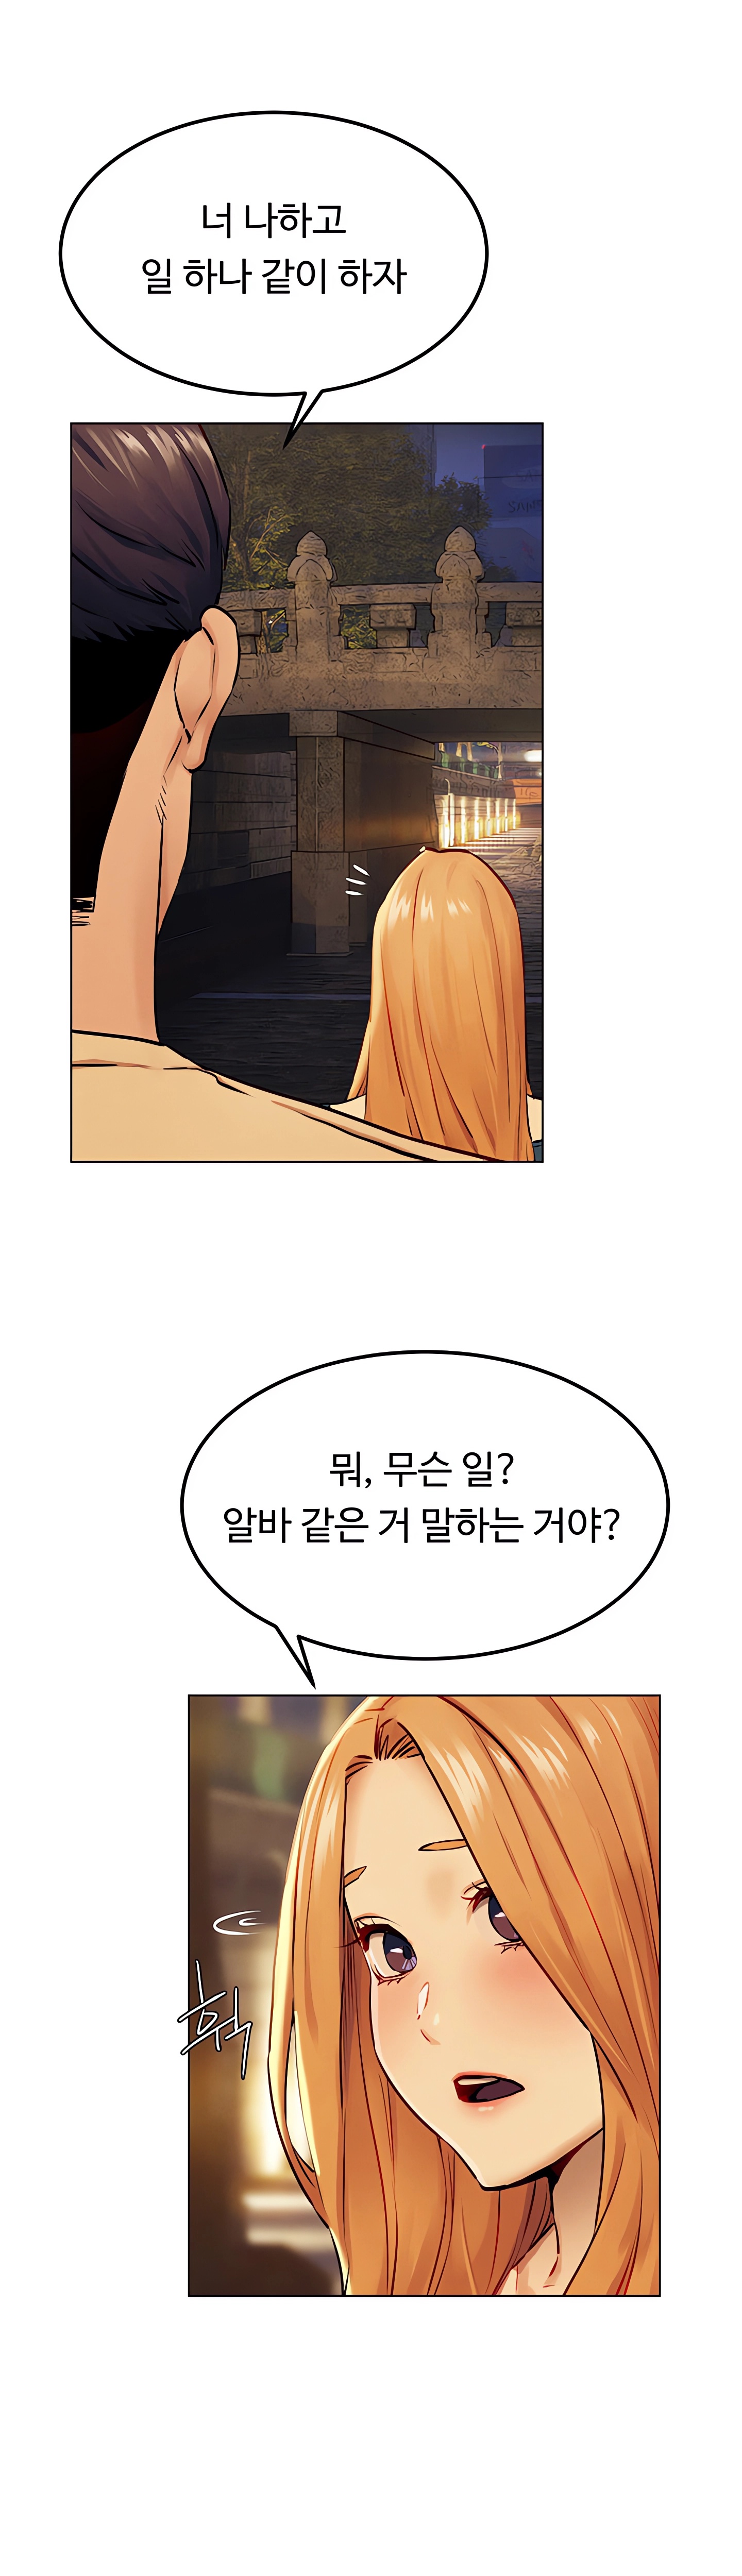 너 나하고
일 하나 같이 하자
뭐, 무슨 일?
알바 같은 거 말하는 거야?
휙